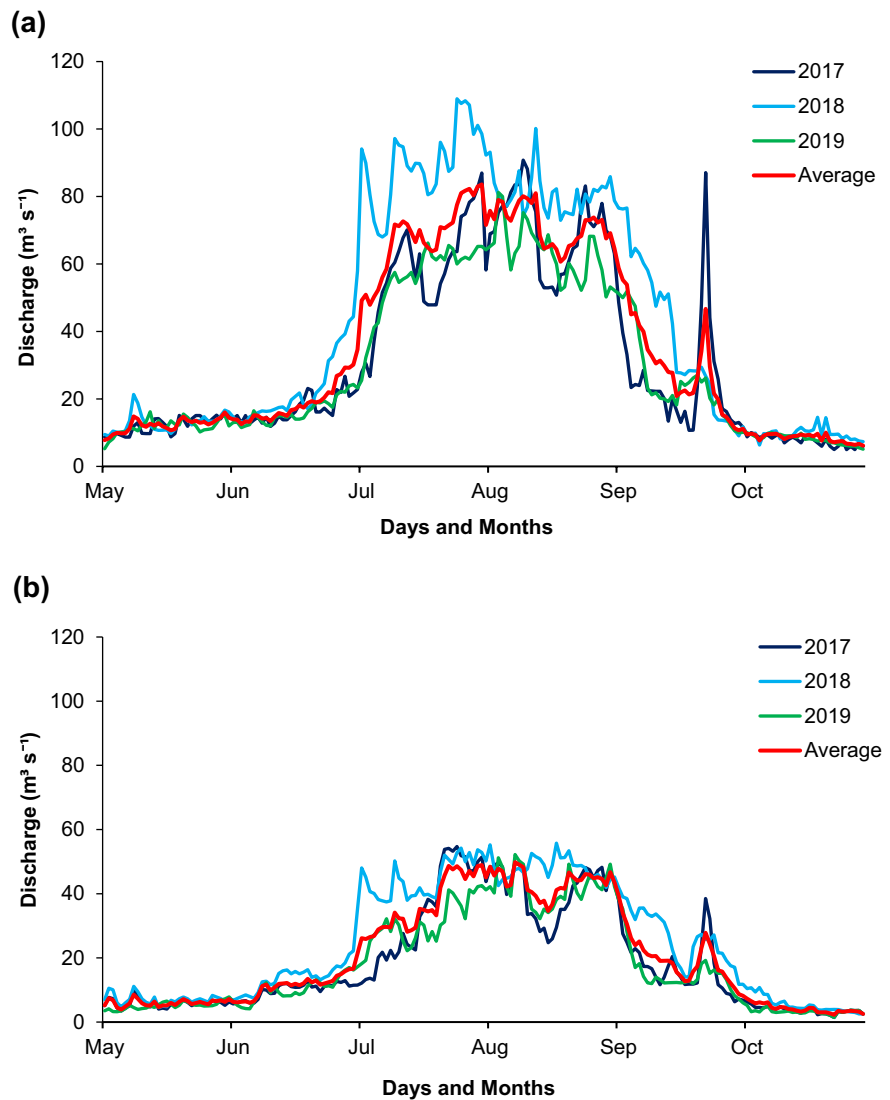 (a)
120
100
80
60
40
20
0
Discharge (m³ s⁻¹)
May Jun Jul Aug Sep Oct
Days and Months
2017
2018
2019
Average
(b)
120
100
80
60
40
20
0
Discharge (m³ s⁻¹)
May Jun Jul Aug Sep Oct
Days and Months
2017
2018
2019
Average